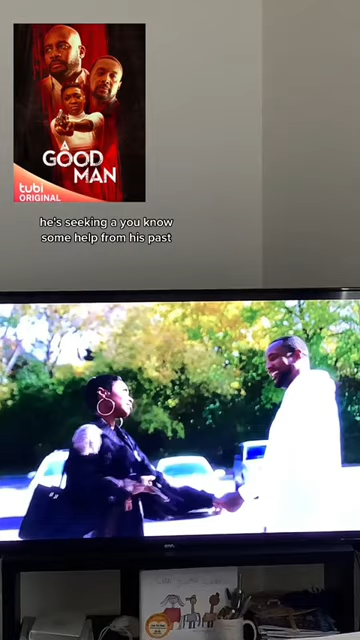 A
GOOD
MAN
tubi
ORIGINAL
he's seeking a you know
some help from his past